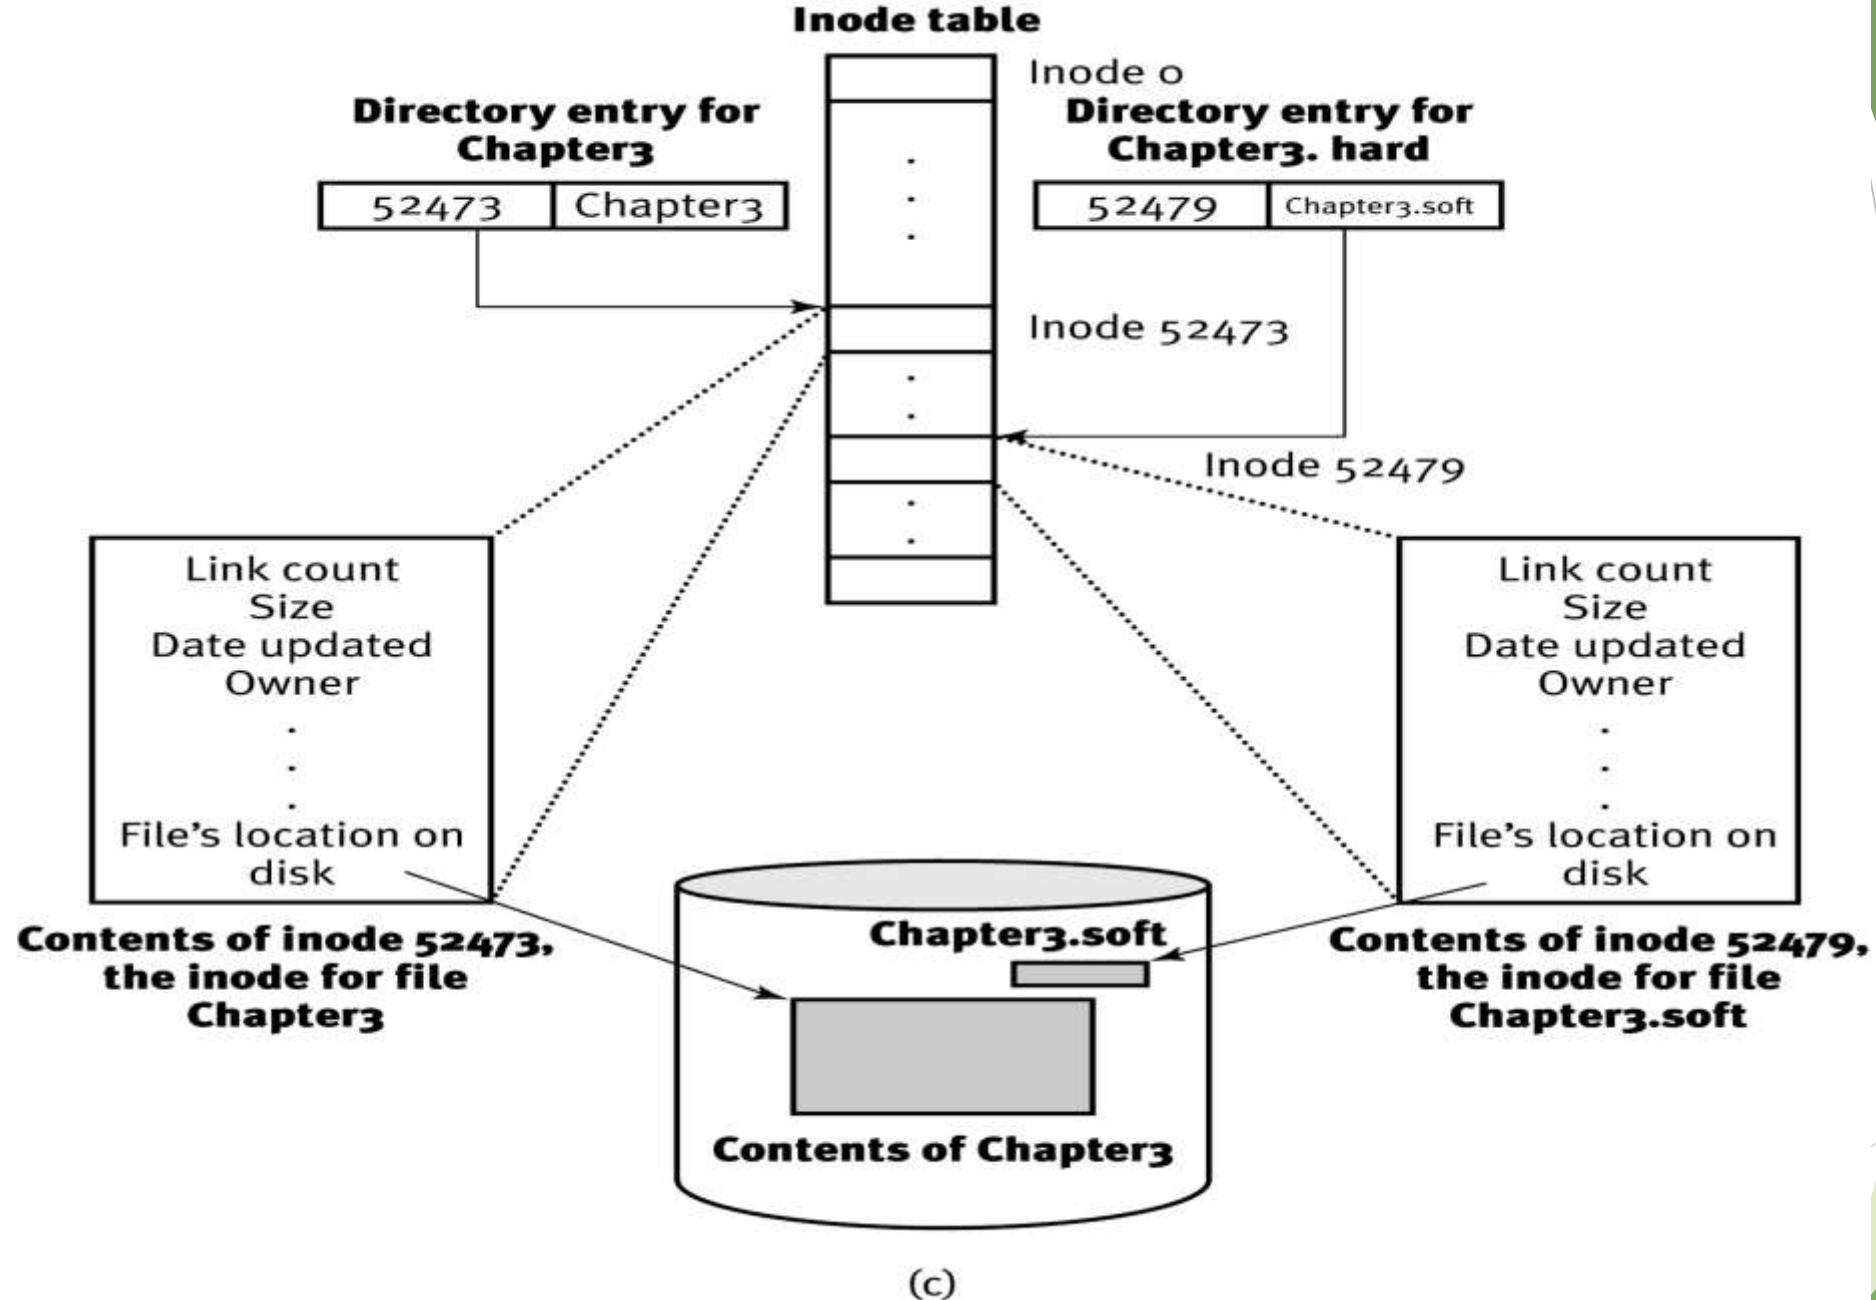 Inode table
Inode 0
Directory entry for
Chapter3
Directory entry for
Chapter3. hard
52473
Chapter3
52479
Chapter3.soft
Inode 52473
Inode 52479
Link count
Size
Date updated
Owner
.
.
.
File's location on
disk
Contents of inode 52473,
the inode for file
Chapter3
Link count
Size
Date updated
Owner
.
.
.
File's location on
disk
Contents of inode 52479,
the inode for file
Chapter3.soft
Chapter3.soft
Contents of Chapter3
(c)